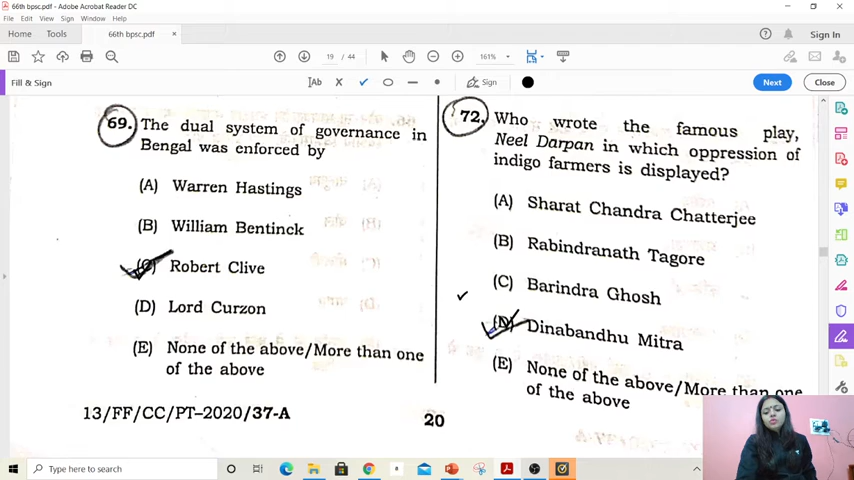 66th bpsc.pdf - Adobe Acrobat Reader DC
File Edit View Sign Window Help
Home Tools 66th bpsc.pdf × Sign In
19 / 44 161%
Fill & Sign Ab Sign Next Close
69. The dual system of governance in
Bengal was enforced by
(A) Warren Hastings
(B) William Bentinck
(C) Robert Clive
(D) Lord Curzon
(E) None of the above/More than one
of the above
72. Who wrote the famous play,
Neel Darpan in which oppression of
indigo farmers is displayed?
(A) Sharat Chandra Chatterjee
(B) Rabindranath Tagore
(C) Barindra Ghosh
(D) Dinabandhu Mitra
(E) None of the above/More than one
of the above
13/FF/CC/PT–2020/37-A
20
Type here to search